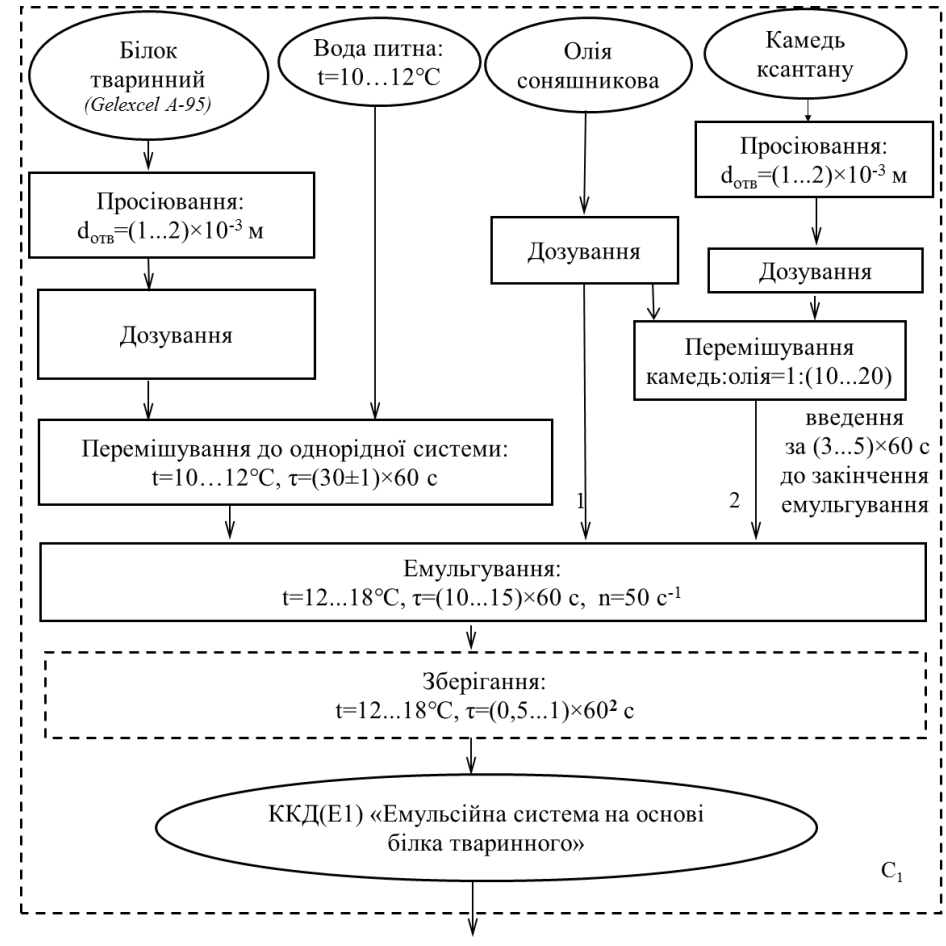 Білок
тваринний
(Gelexcel A-95)
Вода питна:
t=10…12°С
Олія
соняшникова
Камедь
ксантану
Просіювання:
dотв=(1...2)×10-3 м
Просіювання:
dотв=(1...2)×10-3 м
Дозування
Дозування
Дозування
Перемішування
камедь:олія=1:(10...20)
Перемішування до однорідної системи:
t=10…12°С, τ=(30±1)×60 с
введення
за (3...5)×60 с
до закінчення
емульгування
1
2
Емульгування:
t=12...18°С, τ=(10...15)×60 с, n=50 с-1
Зберігання:
t=12...18°С, τ=(0,5...1)×602 с
ККД(Е1) «Емульсійна система на основі
білка тваринного»
С1